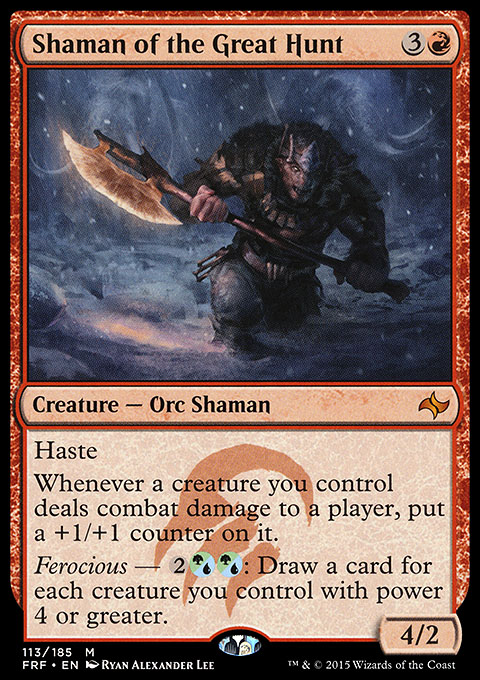 Shaman of the Great Hunt 3
Creature — Orc Shaman
Haste
Whenever a creature you control
deals combat damage to a player, put
a +1/+1 counter on it.
Ferocious — 2: Draw a card for
each creature you control with power
4 or greater.
4/2
113/185 M
FRF • EN Ryan Alexander Lee
™ & © 2015 Wizards of the Coast